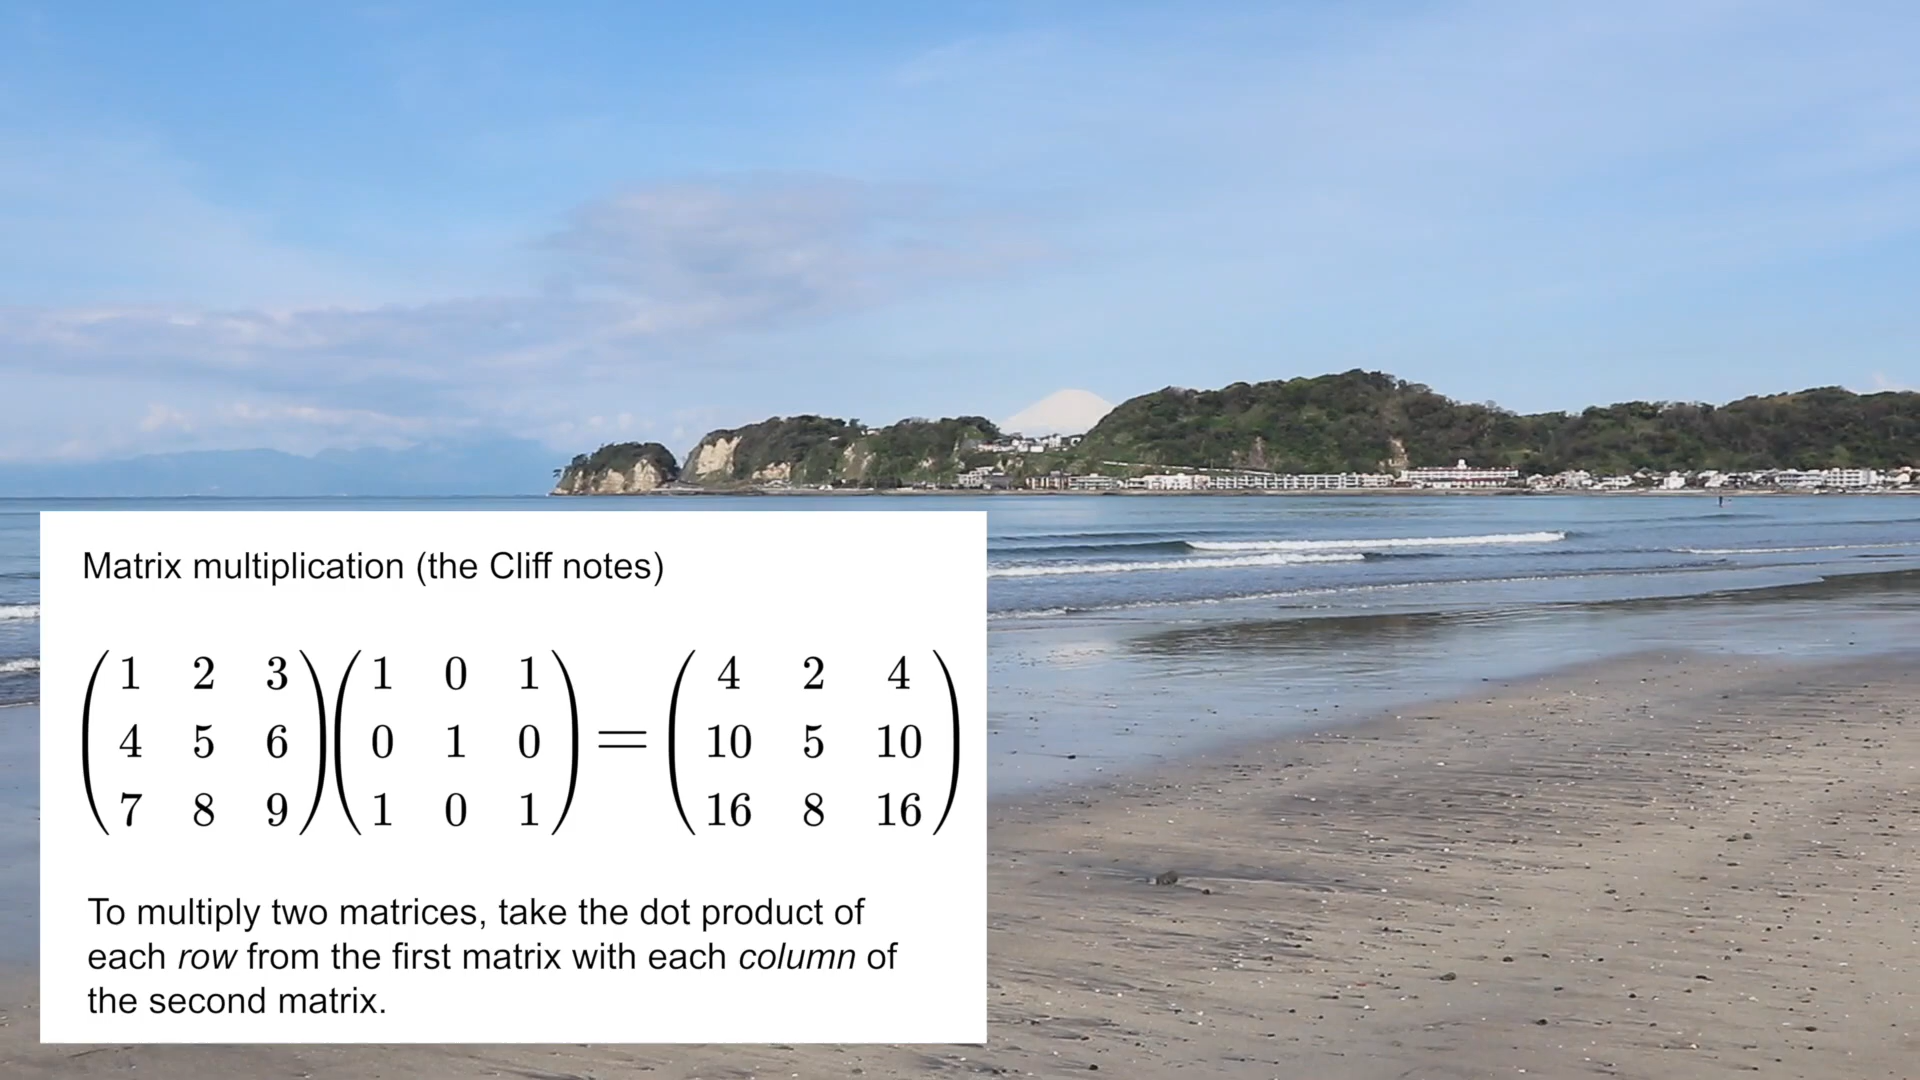 Matrix multiplication (the Cliff notes)
1 2 3 1 0 1 4 2 4
4 5 6 0 1 0 = 10 5 10
7 8 9 1 0 1 16 8 16
To multiply two matrices, take the dot product of
each row from the first matrix with each column of
the second matrix.